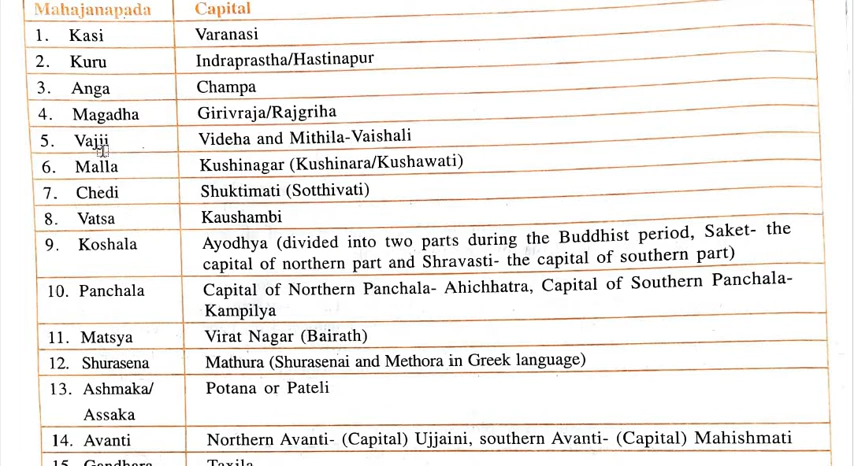 Mahajanapada Capital
1. Kasi Varanasi
2. Kuru Indraprastha/Hastinapur
3. Anga Champa
4. Magadha Girivraja/Rajgriha
5. Vajji Videha and Mithila-Vaishali
6. Malla Kushinagar (Kushinara/Kushawati)
7. Chedi Shuktimati (Sotthivati)
8. Vatsa Kaushambi
9. Koshala Ayodhya (divided into two parts during the Buddhist period, Saket- the
capital of northern part and Shravasti- the capital of southern part)
10. Panchala Capital of Northern Panchala- Ahichhatra, Capital of Southern Panchala-
Kampilya
11. Matsya Virat Nagar (Bairath)
12. Shurasena Mathura (Shurasenai and Methora in Greek language)
13. Ashmaka/ Potana or Pateli
Assaka
14. Avanti Northern Avanti- (Capital) Ujjaini, southern Avanti- (Capital) Mahishmati
15. Gandhara Taxila